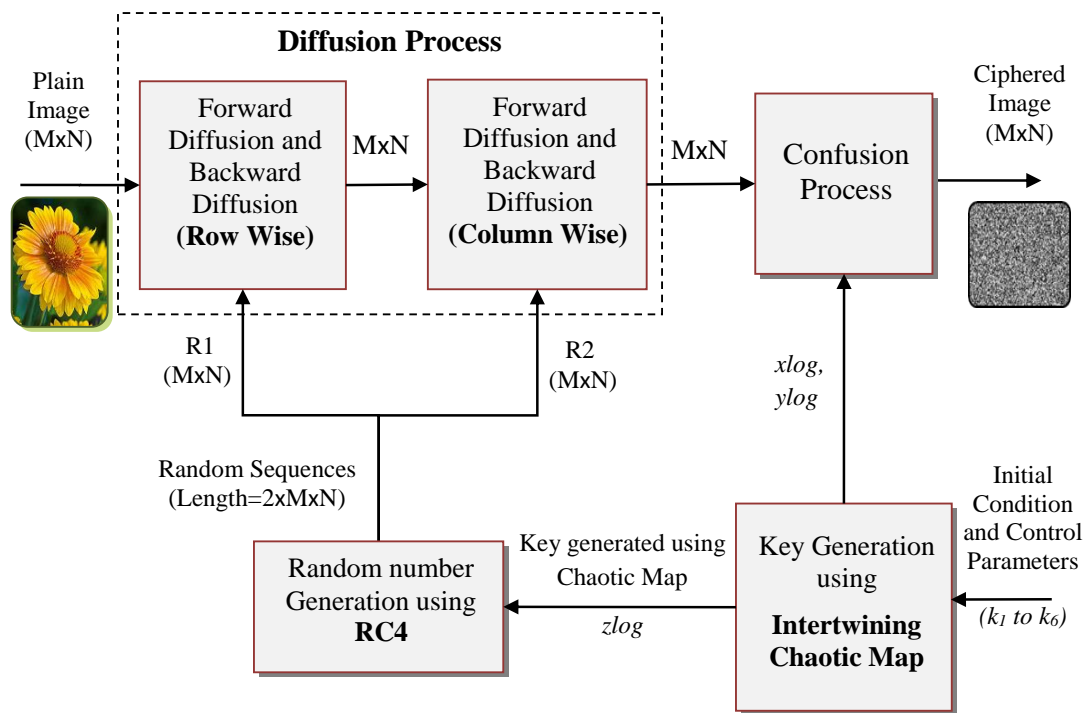 Diffusion Process
Plain
Image
(MxN)
Forward
Diffusion and
Backward
Diffusion
(Row Wise)
MxN
Forward
Diffusion and
Backward
Diffusion
(Column Wise)
MxN
Confusion
Process
Ciphered
Image
(MxN)
R1
(MxN)
R2
(MxN)
xlog,
ylog
Random Sequences
(Length=2xMxN)
Random number
Generation using
RC4
Key generated using
Chaotic Map
zlog
Key Generation
using
Intertwining
Chaotic Map
Initial
Condition
and Control
Parameters
(k₁ to k₆)